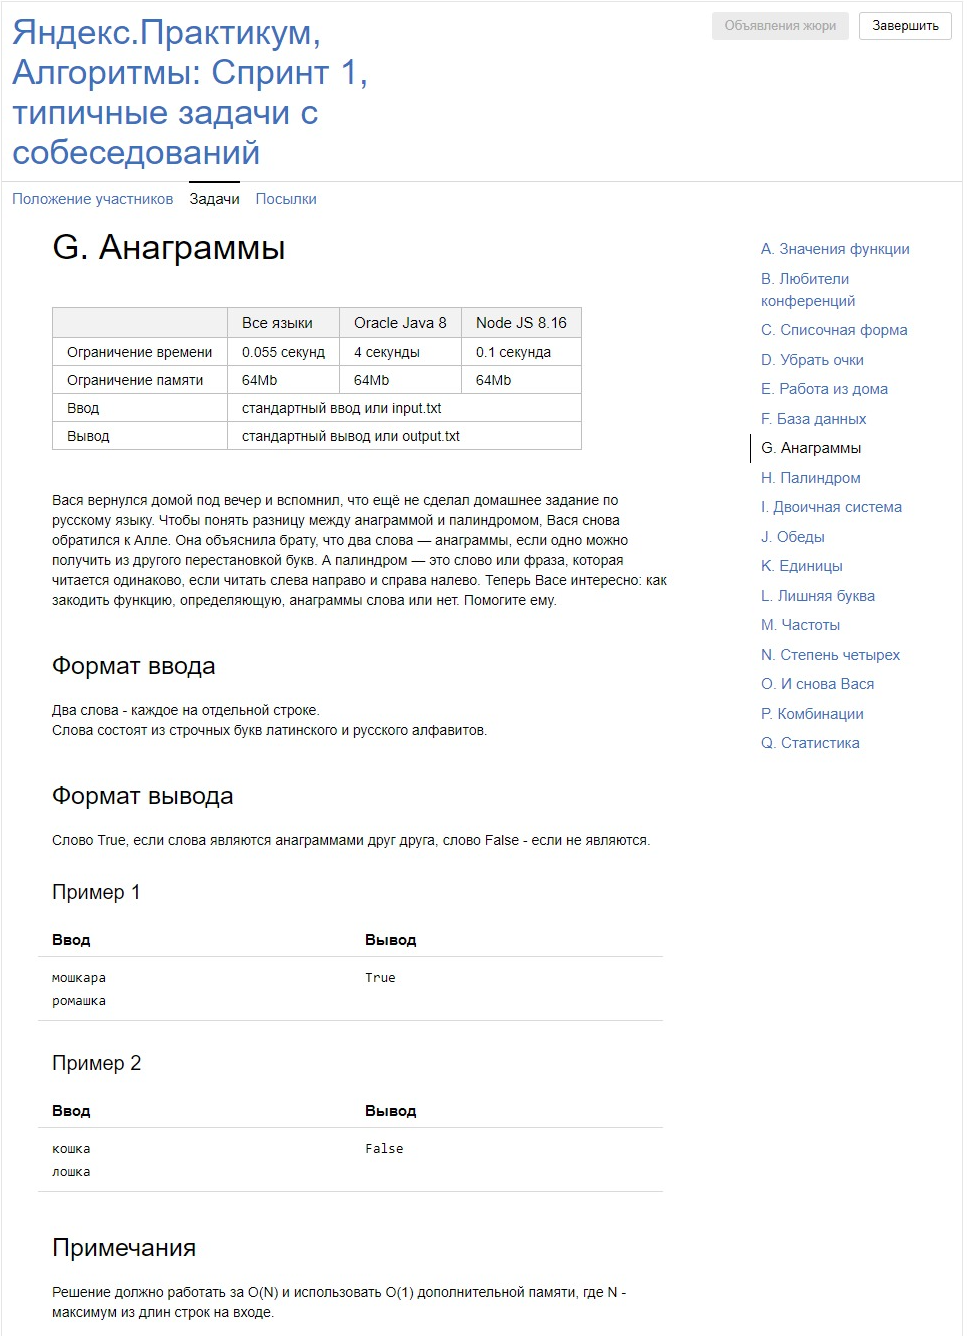 Яндекс.Практикум,
Алгоритмы: Спринт 1,
типичные задачи с
собеседований
Объявления жюри
Завершить
Положение участников Задачи Посылки
G. Анаграммы
Все языки Oracle Java 8 Node JS 8.16
Ограничение времени 0.055 секунд 4 секунды 0.1 секунда
Ограничение памяти 64Mb 64Mb 64Mb
Ввод стандартный ввод или input.txt
Вывод стандартный вывод или output.txt
Вася вернулся домой под вечер и вспомнил, что ещё не сделал домашнее задание по
русскому языку. Чтобы понять разницу между анаграммой и палиндромом, Вася снова
обратился к Алле. Она объяснила брату, что два слова — анаграммы, если одно можно
получить из другого перестановкой букв. А палиндром — это слово или фраза, которая
читается одинаково, если читать слева направо и справа налево. Теперь Васе интересно: как
закодить функцию, определяющую, анаграммы слова или нет. Помогите ему.
Формат ввода
Два слова - каждое на отдельной строке.
Слова состоят из строчных букв латинского и русского алфавитов.
Формат вывода
Слово True, если слова являются анаграммами друг друга, слово False - если не являются.
Пример 1
Ввод Вывод
мошкара True
ромашка
Пример 2
Ввод Вывод
кошка False
лошка
Примечания
Решение должно работать за O(N) и использовать O(1) дополнительной памяти, где N -
максимум из длин строк на входе.
A. Значения функции
B. Любители
конференций
C. Списочная форма
D. Убрать очки
E. Работа из дома
F. База данных
G. Анаграммы
H. Палиндром
I. Двоичная система
J. Обеды
K. Единицы
L. Лишняя буква
M. Частоты
N. Степень четырех
O. И снова Вася
P. Комбинации
Q. Статистика